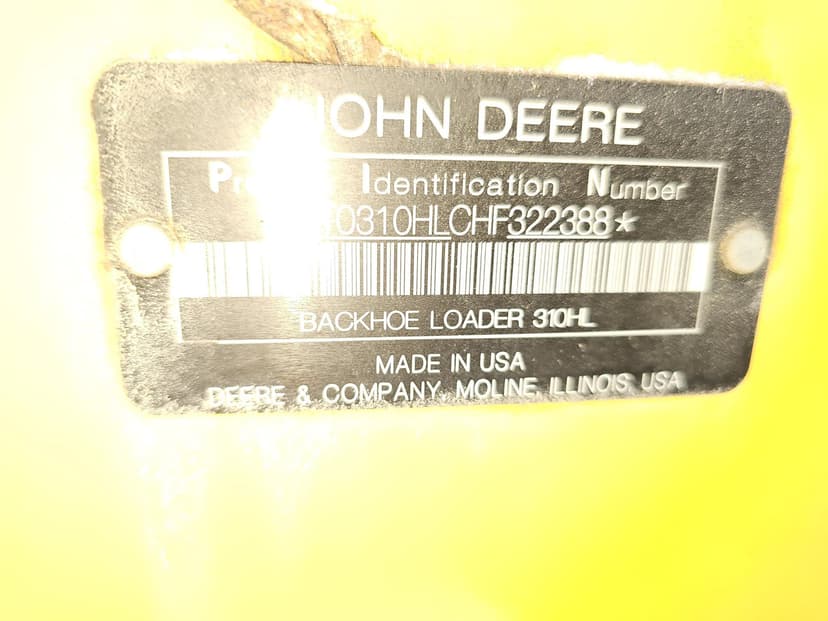 JOHN DEERE
Identification Number
0310HLCHF322388*
BACKHOE LOADER 310HL
MADE IN USA
DEERE & COMPANY, MOLINE, ILLINOIS, USA